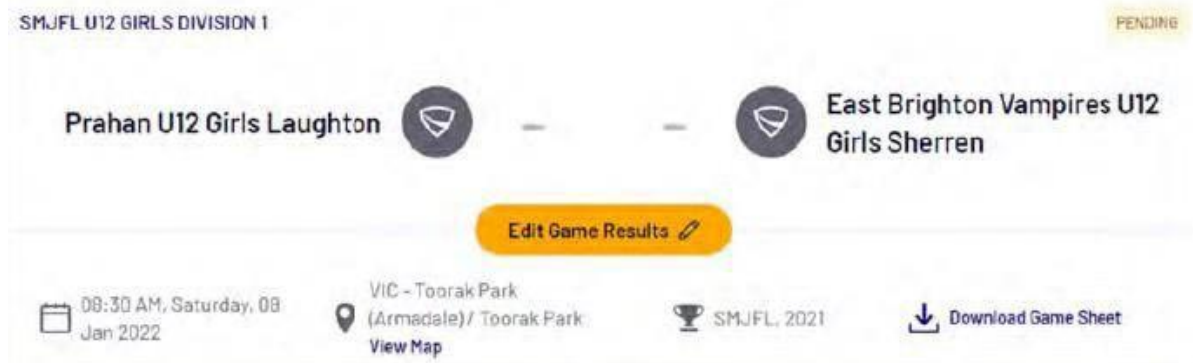 SMJFL U12 GIRLS DIVISION 1
PENDING
Prahan U12 Girls Laughton
East Brighton Vampires U12
Girls Sherren
Edit Game Results
08:30 AM, Saturday, 08
Jan 2022
VIC - Toorak Park
(Armadale) / Toorak Park
View Map
SMJFL, 2021
Download Game Sheet